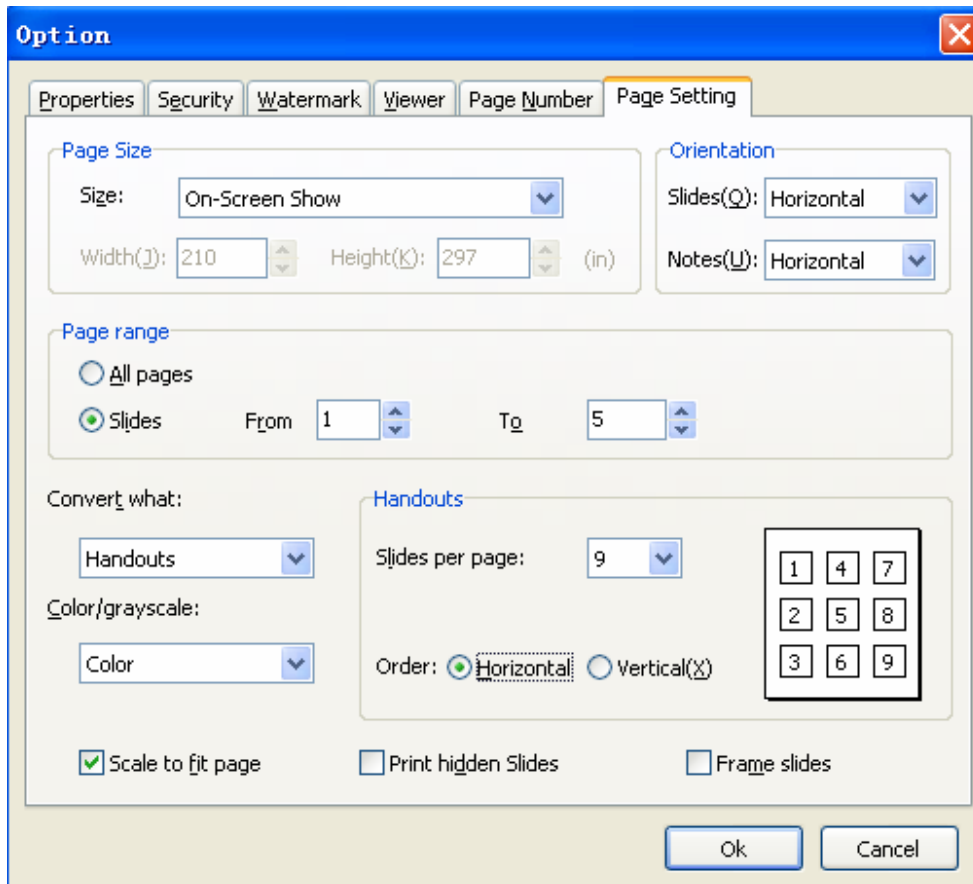 Option
Properties Security Watermark Viewer Page Number Page Setting
Page Size
Size: On-Screen Show
Width(J): 210 Height(K): 297 (in)
Orientation
Slides(Q): Horizontal
Notes(U): Horizontal
Page range
All pages
Slides From 1 To 5
Convert what:
Handouts
Color/grayscale:
Color
Handouts
Slides per page: 9
Order: Horizontal Vertical(X)
1 4 7
2 5 8
3 6 9
Scale to fit page Print hidden Slides Frame slides
Ok Cancel